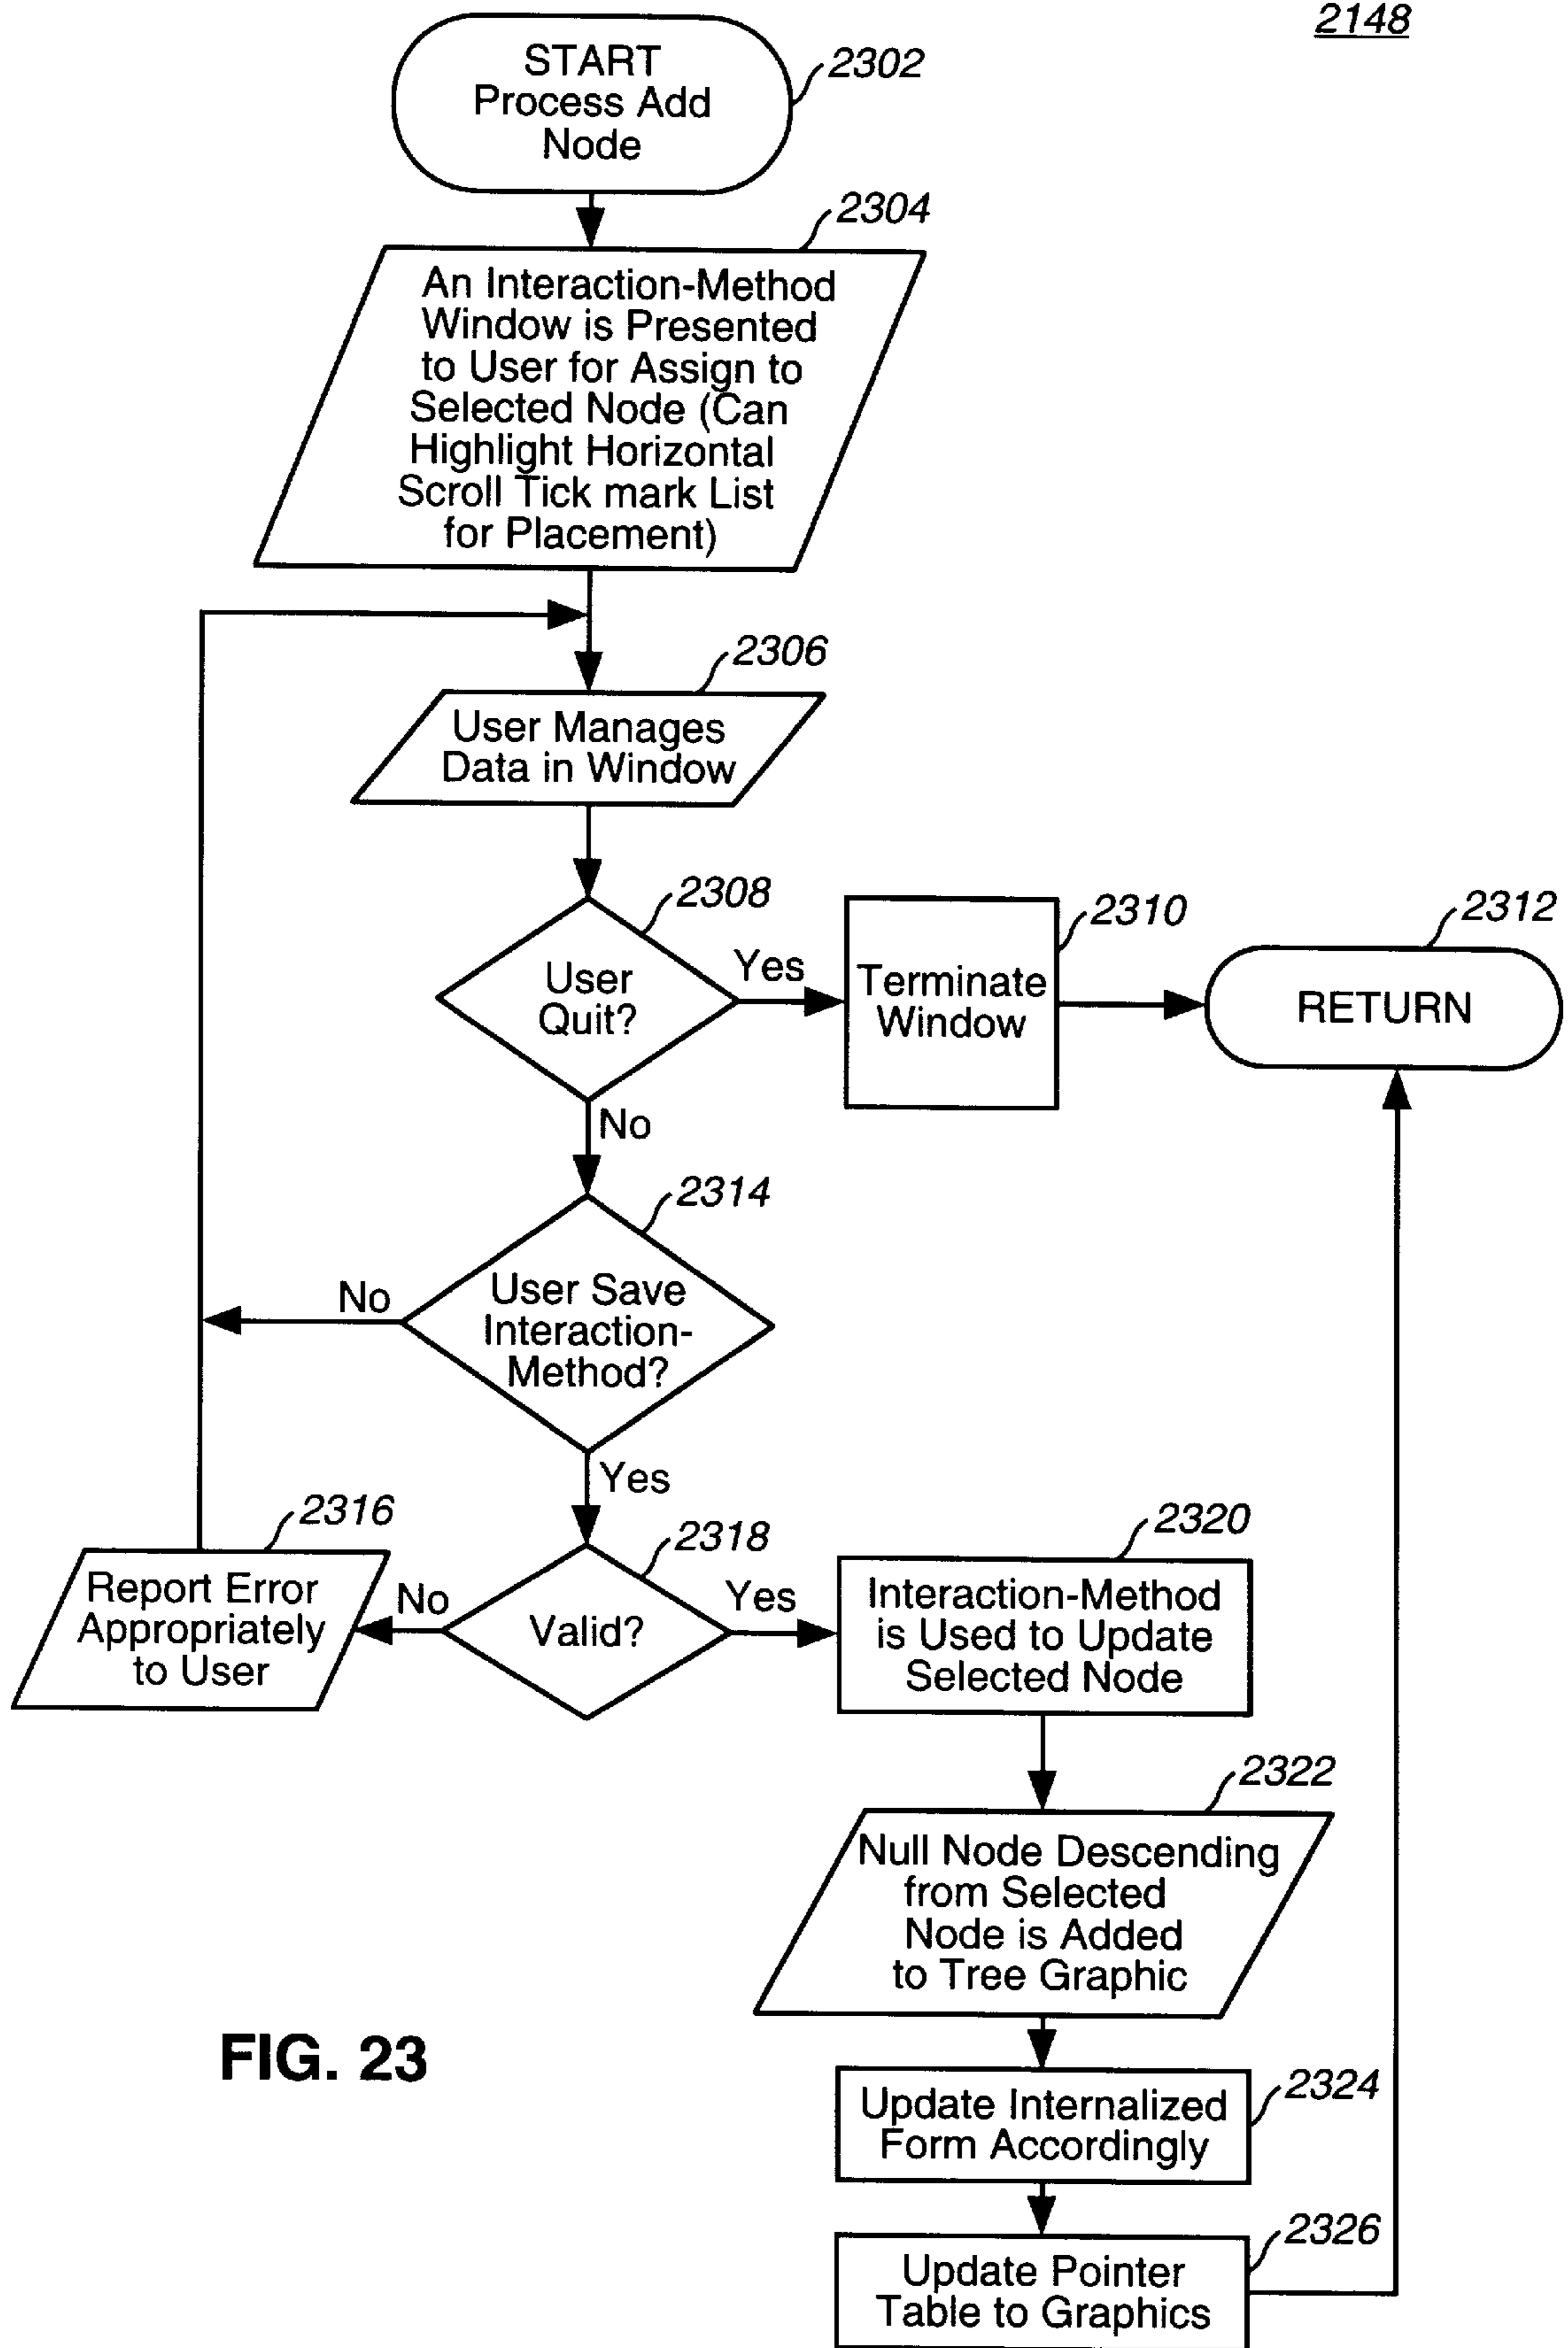 2148
START
Process Add
Node
2302
2304
An Interaction-Method
Window is Presented
to User for Assign to
Selected Node (Can
Highlight Horizontal
Scroll Tick mark List
for Placement)
2306
User Manages
Data in Window
2308
User
Quit?
Yes
2310
Terminate
Window
2312
RETURN
No
2314
User Save
Interaction-
Method?
No
Yes
2316
Report Error
Appropriately
to User
No
2318
Valid?
Yes
2320
Interaction-Method
is Used to Update
Selected Node
2322
Null Node Descending
from Selected
Node is Added
to Tree Graphic
FIG. 23
2324
Update Internalized
Form Accordingly
2326
Update Pointer
Table to Graphics